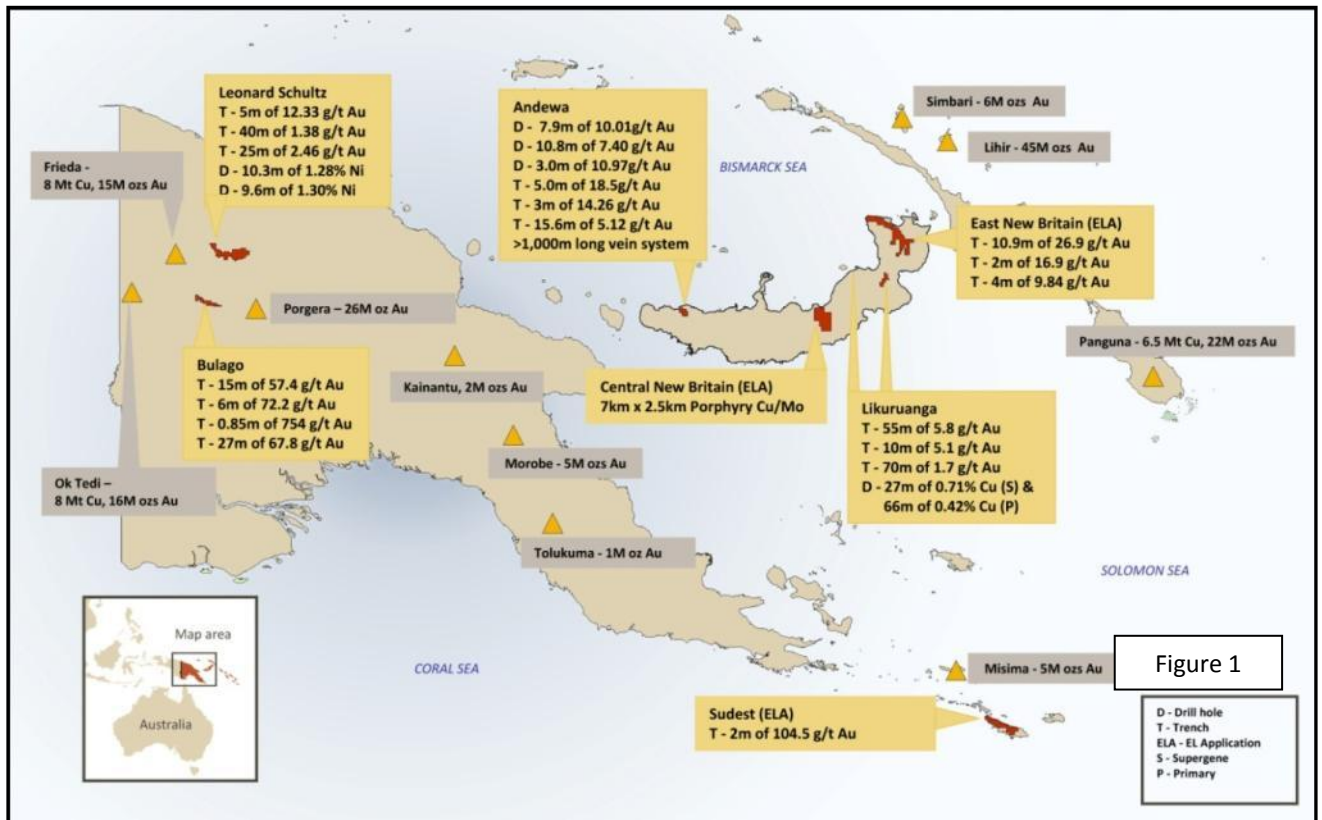 Leonard Schultz
T - 5m of 12.33 g/t Au
T - 40m of 1.38 g/t Au
T - 25m of 2.46 g/t Au
D - 10.3m of 1.28% Ni
D - 9.6m of 1.30% Ni
Frieda -
8 Mt Cu, 15M ozs Au
Andewa
D - 7.9m of 10.01g/t Au
D - 10.8m of 7.40 g/t Au
D - 3.0m of 10.97g/t Au
T - 5.0m of 18.5g/t Au
T - 3m of 14.26 g/t Au
T - 15.6m of 5.12 g/t Au
>1,000m long vein system
BISMARCK SEA
Simbari - 6M ozs Au
Lihir - 45M ozs Au
East New Britain (ELA)
T - 10.9m of 26.9 g/t Au
T - 2m of 16.9 g/t Au
T - 4m of 9.84 g/t Au
Porgera – 26M oz Au
Panguna - 6.5 Mt Cu, 22M ozs Au
Bulago
T - 15m of 57.4 g/t Au
T - 6m of 72.2 g/t Au
T - 0.85m of 754 g/t Au
T - 27m of 67.8 g/t Au
Kainantu, 2M ozs Au
Central New Britain (ELA)
7km x 2.5km Porphyry Cu/Mo
Likuruanga
T - 55m of 5.8 g/t Au
T - 10m of 5.1 g/t Au
T - 70m of 1.7 g/t Au
D - 27m of 0.71% Cu (S) &
66m of 0.42% Cu (P)
Morobe - 5M ozs Au
Ok Tedi –
8 Mt Cu, 16M ozs Au
Tolukuma - 1M oz Au
SOLOMON SEA
Map area
Australia
CORAL SEA
Misima - 5M ozs Au
Figure 1
Sudest (ELA)
T - 2m of 104.5 g/t Au
D - Drill hole
T - Trench
ELA - EL Application
S - Supergene
P - Primary